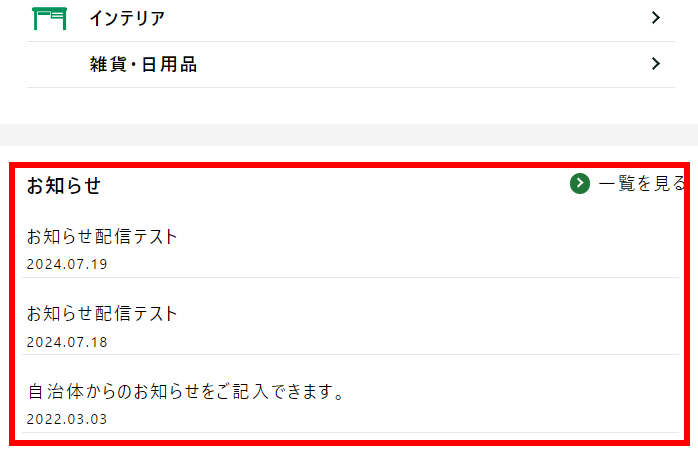 インテリア
雑貨・日用品
お知らせ
一覧を見る
お知らせ配信テスト
2024.07.19
お知らせ配信テスト
2024.07.18
自治体からのお知らせをご記入できます。
2022.03.03